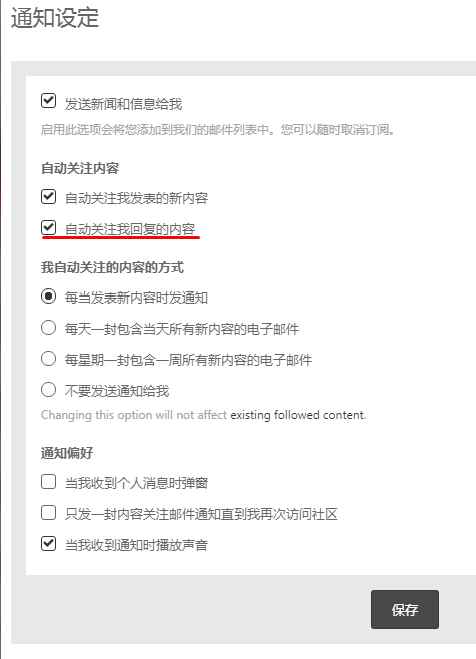 通知设定
发送新闻和信息给我
启用此选项会将您添加到我们的邮件列表中。您可以随时取消订阅。
自动关注内容
自动关注我发表的新内容
自动关注我回复的内容
我自动关注的内容的方式
每当发表新内容时发通知
每天一封包含当天所有新内容的电子邮件
每星期一封包含一周所有新内容的电子邮件
不要发送通知给我
Changing this option will not affect existing followed content.
通知偏好
当我收到个人消息时弹窗
只发一封内容关注邮件通知直到我再次访问社区
当我收到通知时播放声音
保存